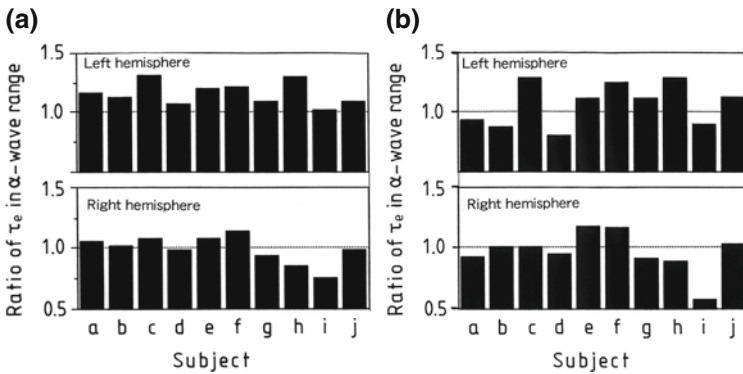 (a)
Ratio of τe in α-wave range
1.5
Left hemisphere
1.0
1.5
Right hemisphere
1.0
0.5
a b c d e f g h i j
Subject
(b)
Ratio of τe in α-wave range
1.5
Left hemisphere
1.0
1.5
Right hemisphere
1.0
0.5
a b c d e f g h i j
Subject